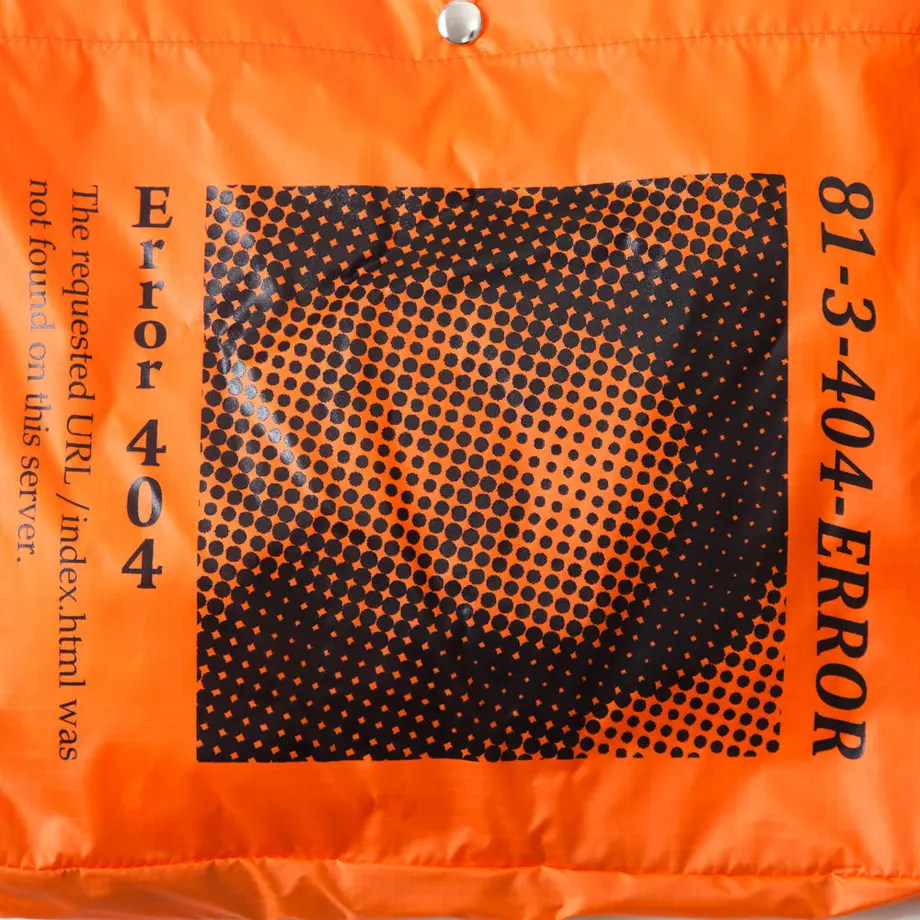 81-3-404-ERROR
Error 404
The requested URL /index.html was
not found on this server.